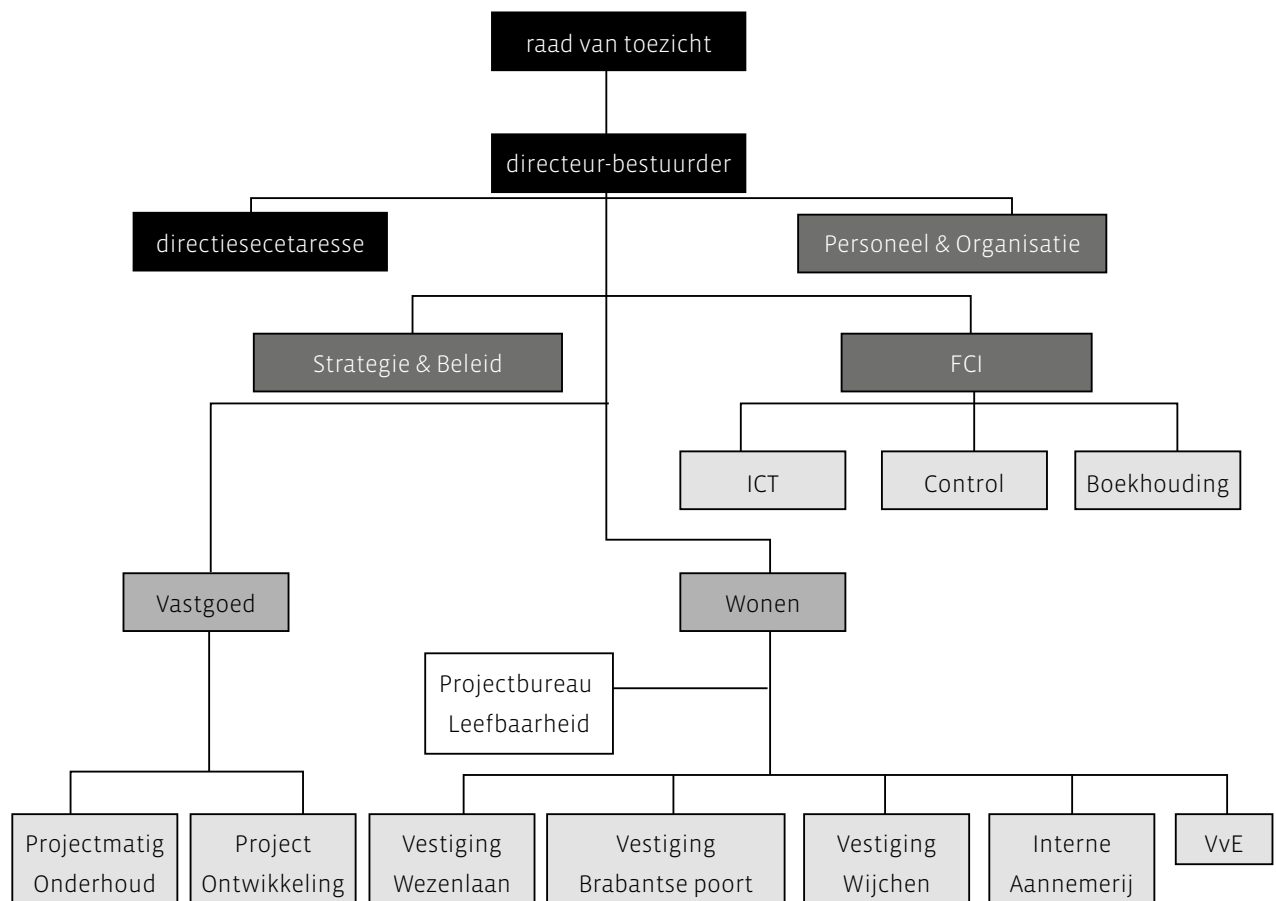 raad van toezicht
directeur-bestuurder
directiesecetaresse
Personeel & Organisatie
Strategie & Beleid
FCI
ICT
Control
Boekhouding
Vastgoed
Wonen
Projectbureau
Leefbaarheid
Projectmatig
Onderhoud
Project
Ontwikkeling
Vestiging
Wezenlaan
Vestiging
Brabantse poort
Vestiging
Wijchen
Interne
Aannemerij
VvE